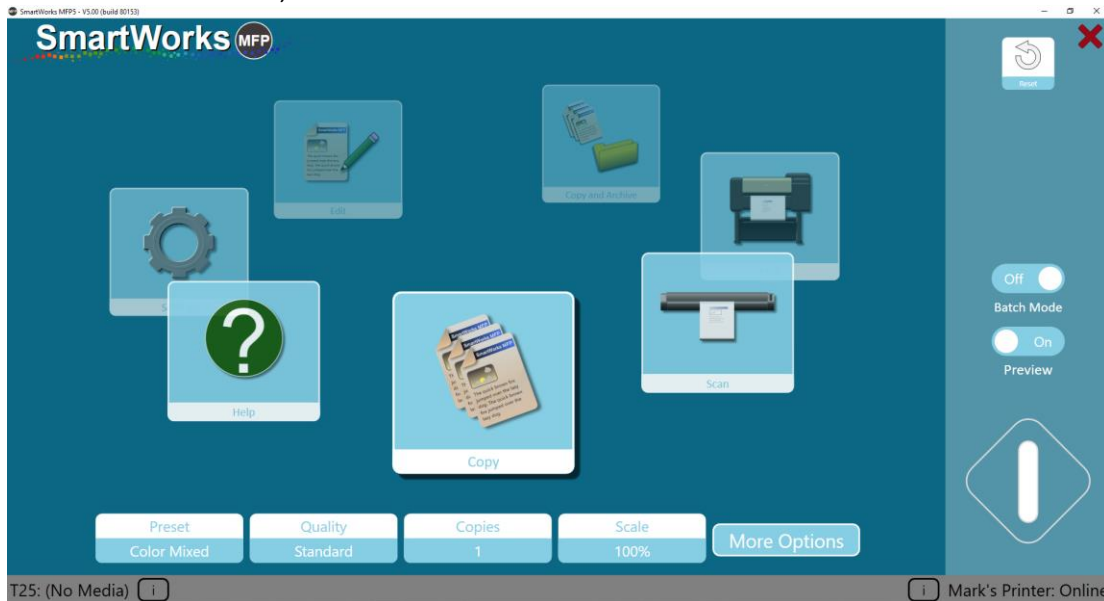 SmartWorks MFP5 - V5.00 (build 80153)
SmartWorks MFP
Reset
Edit
Copy and Archive
Help
Copy
Scan
Off
Batch Mode
On
Preview
Preset
Color Mixed
Quality
Standard
Copies
1
Scale
100%
More Options
T25: (No Media) i
i Mark's Printer: Online